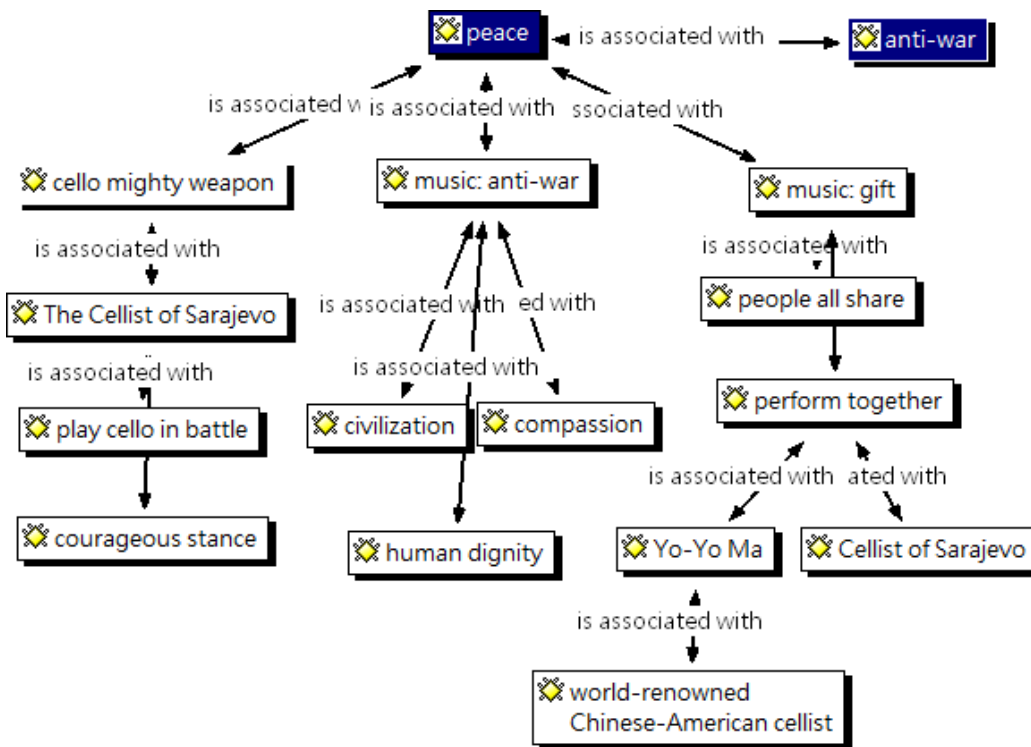 peace
is associated with
anti-war
is associated w
is associated with
ssociated with
cello mighty weapon
music: anti-war
music: gift
is associated with
is associated with
The Cellist of Sarajevo
is associated with
ed with
people all share
is associated with
is associated with
play cello in battle
civilization
compassion
perform together
is associated with
ated with
courageous stance
human dignity
Yo-Yo Ma
Cellist of Sarajevo
is associated with
world-renowned
Chinese-American cellist